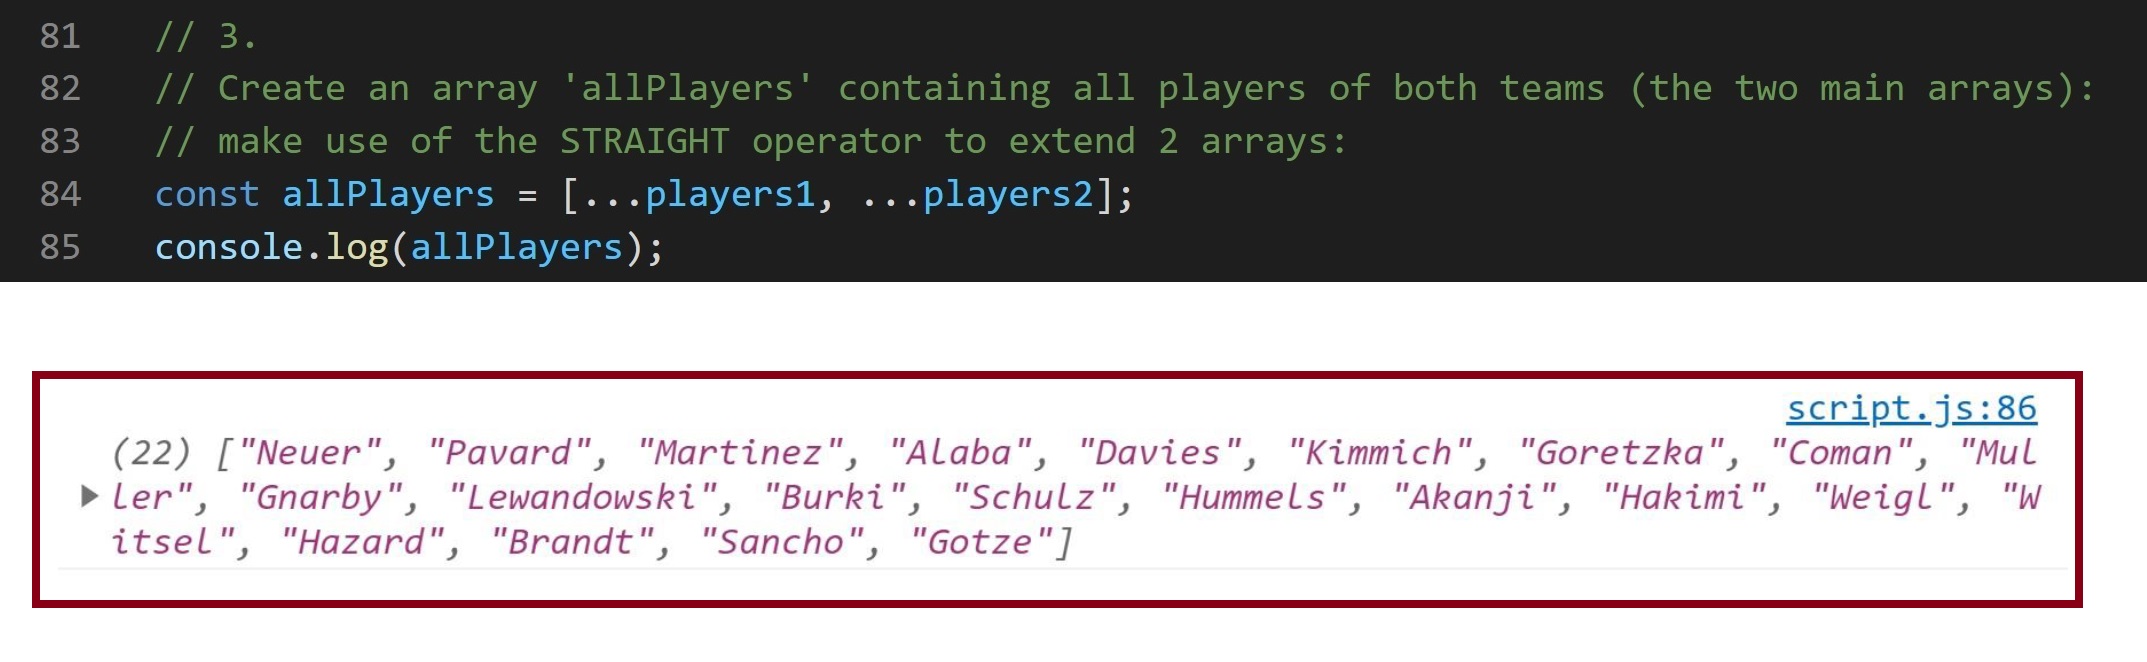 81 // 3.
82 // Create an array 'allPlayers' containing all players of both teams (the two main arrays):
83 // make use of the STRAIGHT operator to extend 2 arrays:
84 const allPlayers = [...players1, ...players2];
85 console.log(allPlayers);
script.js:86
(22) ["Neuer", "Pavard", "Martinez", "Alaba", "Davies", "Kimmich", "Goretzka", "Coman", "Mul
ler", "Gnarby", "Lewandowski", "Burki", "Schulz", "Hummels", "Akanji", "Hakimi", "Weigl", "W
itsel", "Hazard", "Brandt", "Sancho", "Gotze"]